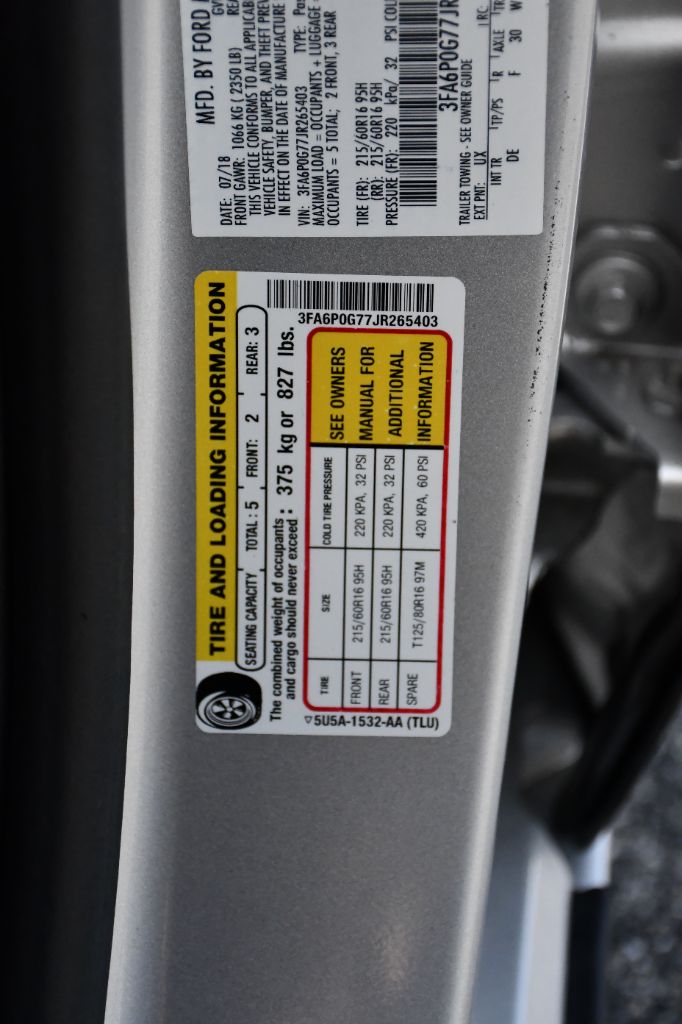 MFD. BY FORD
DATE: 07/18
FRONT GAWR: 1066 KG ( 2350 LB)
THIS VEHICLE CONFORMS TO ALL APPLICABLE
VEHICLE SAFETY, BUMPER, AND THEFT
IN EFFECT ON THE DATE OF MANUFACTURE
VIN: 3FA6P0G77JR265403 TYPE:
MAXIMUM LOAD = OCCUPANTS + LUGGAGE =
OCCUPANTS = 5 TOTAL; 2 FRONT, 3 REAR
TIRE (FR): 215/60R16 95H
(RR): 215/60R16 95H
PRESSURE (FR): 220 kPa/ 32 PSI
3FA6P0G77JR
TRAILER TOWING - SEE OWNER GUIDE
EXT PNT: UX RC:
INT TR TP/PS R AXLE TR
DE F 30 W
TIRE AND LOADING INFORMATION
SEATING CAPACITY TOTAL: 5 FRONT: 2 REAR: 3
The combined weight of occupants
and cargo should never exceed : 375 kg or 827 lbs.
3FA6P0G77JR265403
TIRE SIZE COLD TIRE PRESSURE SEE OWNERS
FRONT 215/60R16 95H 220 KPA, 32 PSI MANUAL FOR
REAR 215/60R16 95H 220 KPA, 32 PSI ADDITIONAL
SPARE T125/80R16 97M 420 KPA, 60 PSI INFORMATION
▽5U5A-1532-AA (TLU)